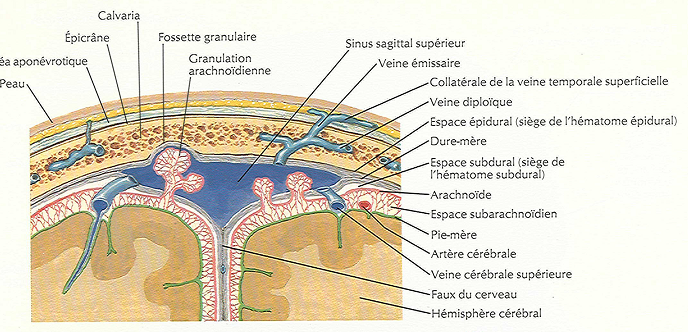 Calvaria
Épicrâne
Fossette granulaire
éa aponévrotique
Granulation
arachnoïdienne
Peau
Sinus sagittal supérieur
Veine émissaire
Collatérale de la veine temporale superficielle
Veine diploïque
Espace épidural (siège de l'hématome épidural)
Dure-mère
Espace subdural (siège de
l'hématome subdural)
Arachnoïde
Espace subarachnoïdien
Pie-mère
Artère cérébrale
Veine cérébrale supérieure
Faux du cerveau
Hémisphère cérébral